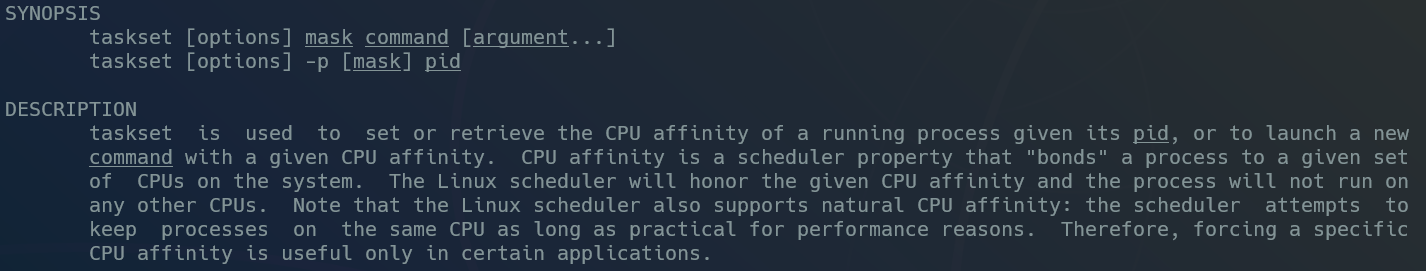 SYNOPSIS
taskset [options] mask command [argument...]
taskset [options] -p [mask] pid
DESCRIPTION
taskset is used to set or retrieve the CPU affinity of a running process given its pid, or to launch a new
command with a given CPU affinity. CPU affinity is a scheduler property that "bonds" a process to a given set
of CPUs on the system. The Linux scheduler will honor the given CPU affinity and the process will not run on
any other CPUs. Note that the Linux scheduler also supports natural CPU affinity: the scheduler attempts to
keep processes on the same CPU as long as practical for performance reasons. Therefore, forcing a specific
CPU affinity is useful only in certain applications.